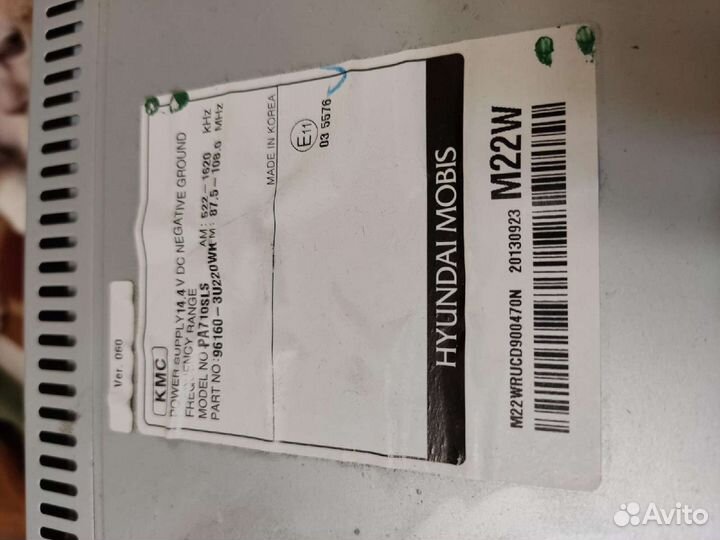 Ver. 060
KMC
POWER SUPPLY 14.4 V DC NEGATIVE GROUND
FREQUENCY RANGE AM: 522-1620 KHz
MODEL NO: PA710SLS FM: 87.5-108.0 MHz
PART NO: 96160-3U220WK
MADE IN KOREA
E11
03 5576
HYUNDAI MOBIS
M22WRUCD900470N 20130923 M22W
Avito